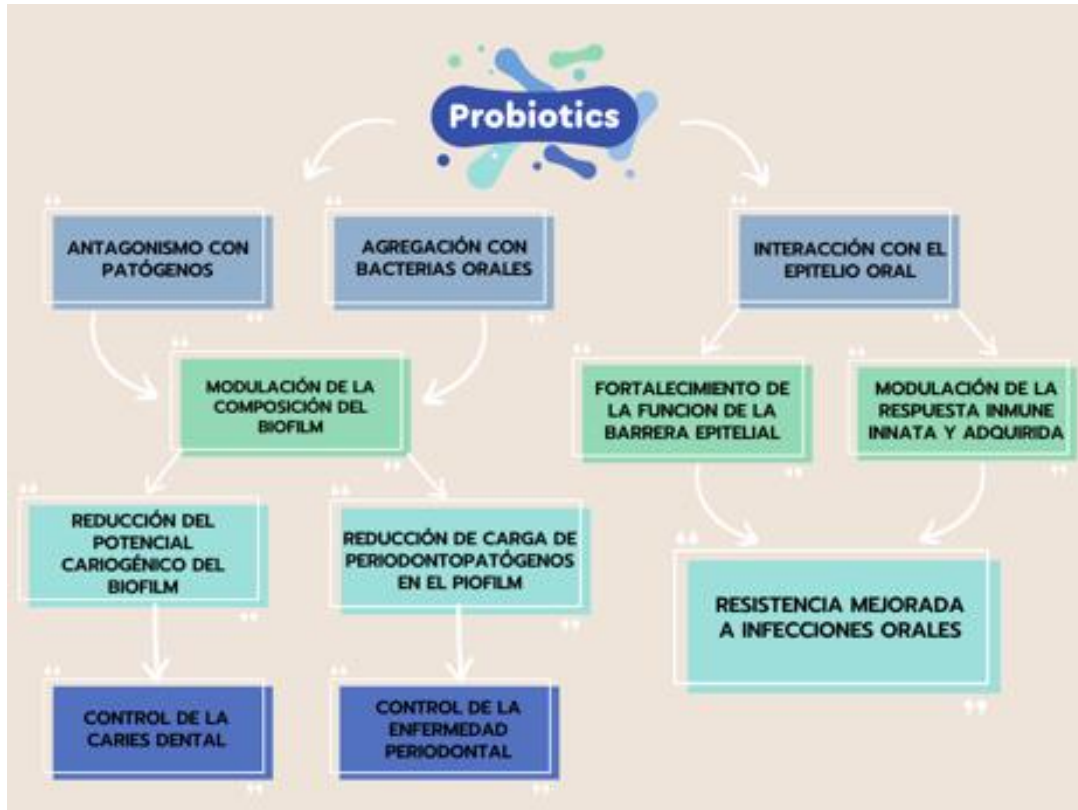 Probiotics
ANTAGONISMO CON
PATÓGENOS
AGREGACIÓN CON
BACTERIAS ORALES
INTERACCIÓN CON EL
EPITELIO ORAL
MODULACIÓN DE LA
COMPOSICIÓN DEL
BIOFILM
FORTALECIMIENTO DE
LA FUNCION DE LA
BARRERA EPITELIAL
MODULACIÓN DE LA
RESPUESTA INMUNE
INNATA Y ADQUIRIDA
REDUCCIÓN DEL
POTENCIAL
CARIOGÉNICO DEL
BIOFILM
REDUCCIÓN DE CARGA DE
PERIODONTOPATÓGENOS
EN EL PIOFILM
RESISTENCIA MEJORADA
A INFECCIONES ORALES
CONTROL DE LA
CARIES DENTAL
CONTROL DE LA
ENFERMEDAD
PERIODONTAL